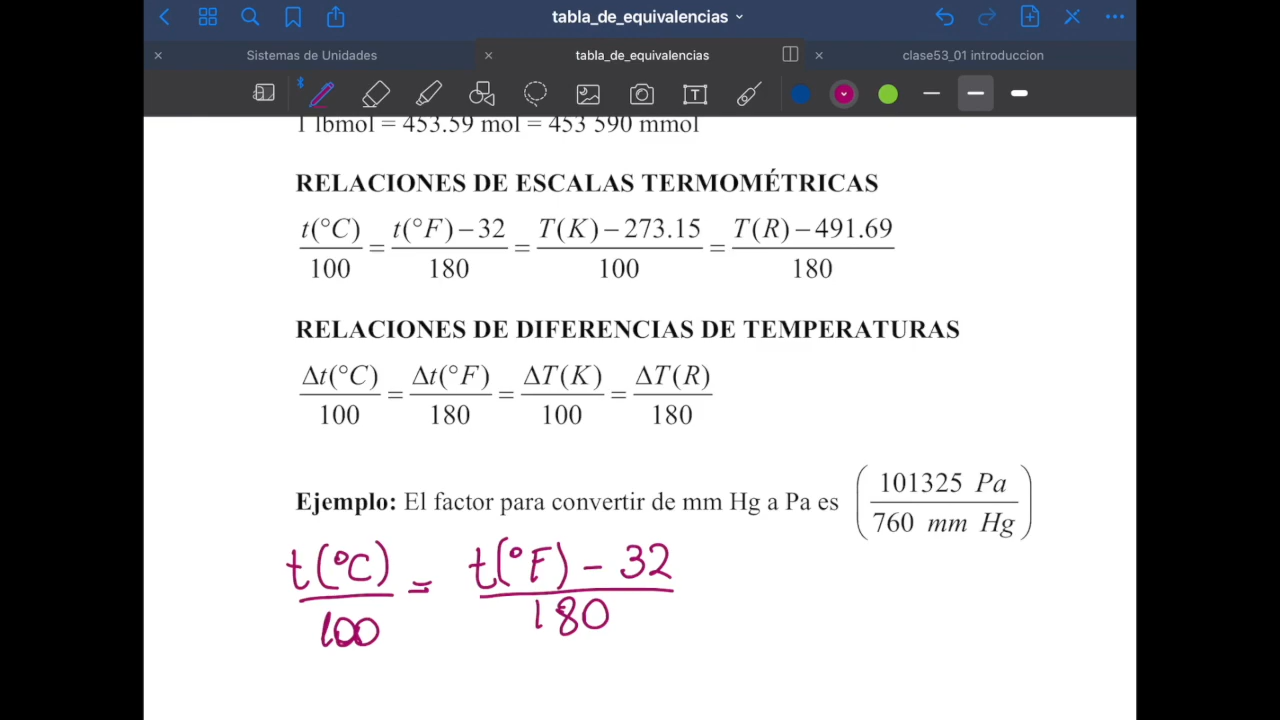 tabla_de_equivalencias
Sistemas de Unidades
tabla_de_equivalencias
clase53_01 introduccion
1 lbmol = 453.59 mol = 453 590 mmol
RELACIONES DE ESCALAS TERMOMÉTRICAS
t(°C)/100 = t(°F) − 32/180 = T(K) − 273.15/100 = T(R) − 491.69/180
RELACIONES DE DIFERENCIAS DE TEMPERATURAS
Δt(°C)/100 = Δt(°F)/180 = ΔT(K)/100 = ΔT(R)/180
Ejemplo: El factor para convertir de mm Hg a Pa es (101325 Pa/760 mm Hg)
t(°C)/100 = t(°F) − 32/180